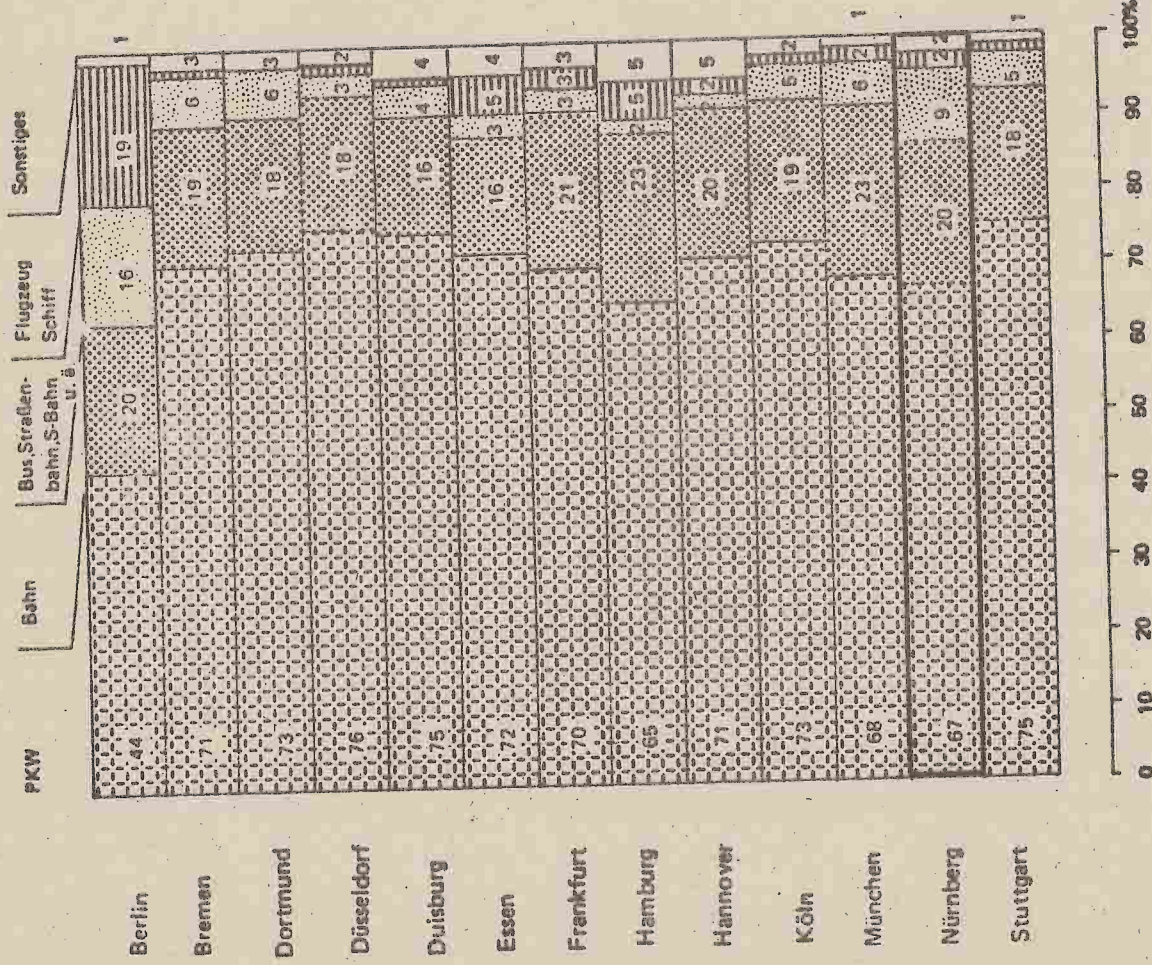 PKW
Bahn
Bus, Straßen-
bahn, S-Bahn
u. ä.
Flugzeug
Schiff
Sonstiges
Berlin 44 20 16 19 1
Bremen 71 19 6 3
Dortmund 73 18 6 3
Düsseldorf 76 18 3 2
Duisburg 75 16 4 4
Essen 72 16 3 5 4
Frankfurt 70 21 3 3 3
Hamburg 65 23 2 5 5
Hannover 71 20 2 2 5
Köln 73 19 5 2
München 68 23 6 2 1
Nürnberg 67 20 9 2 2
Stuttgart 75 18 5 1
0 10 20 30 40 50 60 70 80 90 100%